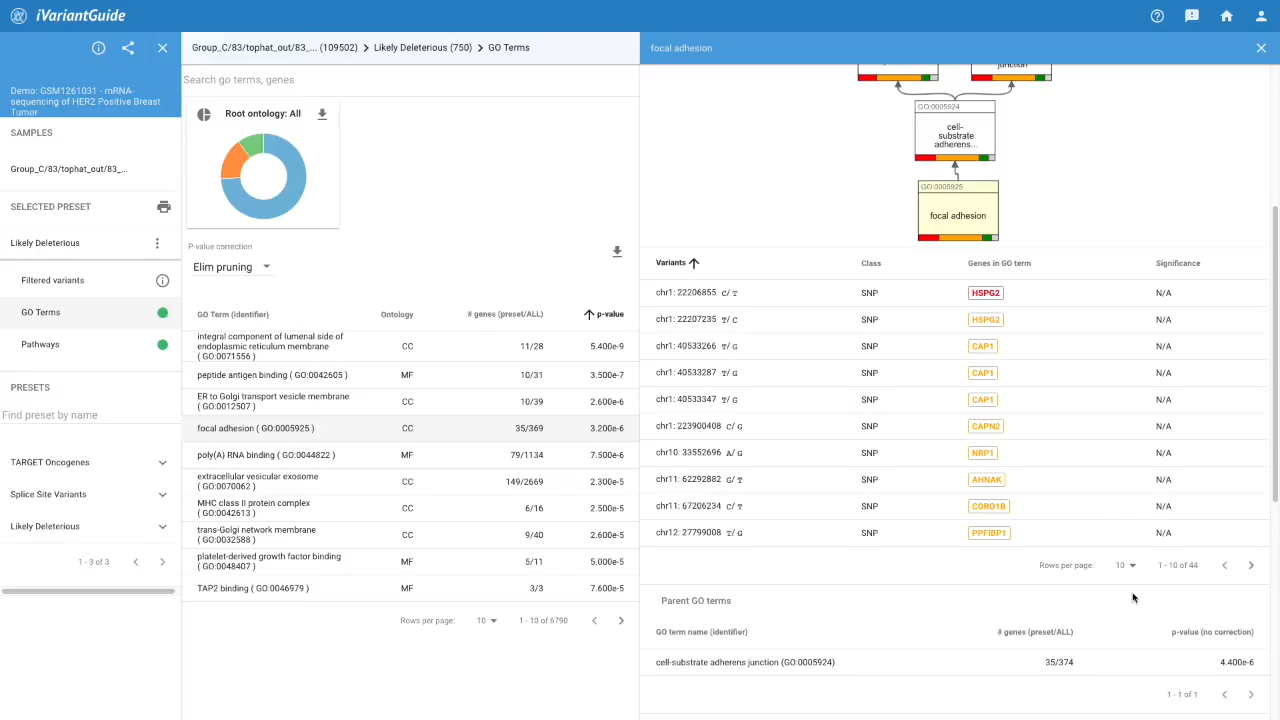 iVariantGuide
Demo: GSM1261031 - mRNA-
sequencing of HER2 Positive Breast
Tumor
SAMPLES
Group_C/83/tophat_out/83_...
SELECTED PRESET
Likely Deleterious
Filtered variants
GO Terms
Pathways
PRESETS
Find preset by name
TARGET Oncogenes
Splice Site Variants
Likely Deleterious
1 - 3 of 3
Group_C/83/tophat_out/83_... (109502) > Likely Deleterious (750) > GO Terms
Search go terms, genes
Root ontology: All
P-value correction
Elim pruning
GO Term (identifier) Ontology # genes (preset/ALL) p-value
integral component of lumenal side of
endoplasmic reticulum membrane
( GO:0071556 ) CC 11/28 5.400e-9
peptide antigen binding ( GO:0042605 ) MF 10/31 3.500e-7
ER to Golgi transport vesicle membrane
( GO:0012507 ) CC 10/39 2.600e-6
focal adhesion ( GO:0005925 ) CC 35/369 3.200e-6
poly(A) RNA binding ( GO:0044822 ) MF 79/1134 7.500e-6
extracellular vesicular exosome
( GO:0070062 ) CC 149/2669 2.300e-5
MHC class II protein complex
( GO:0042613 ) CC 6/16 2.500e-5
trans-Golgi network membrane
( GO:0032588 ) CC 9/40 2.600e-5
platelet-derived growth factor binding
( GO:0048407 ) MF 5/11 5.000e-5
TAP2 binding ( GO:0046979 ) MF 3/3 7.600e-5
Rows per page: 10 1 - 10 of 6790
focal adhesion
junction
GO:0005924
cell-
substrate
adherens...
GO:0005925
focal adhesion
Variants Class Genes in GO term Significance
chr1: 22206855 C/ T SNP HSPG2 N/A
chr1: 22207235 T/ C SNP HSPG2 N/A
chr1: 40533266 T/ G SNP CAP1 N/A
chr1: 40533287 T/ G SNP CAP1 N/A
chr1: 40533347 T/ G SNP CAP1 N/A
chr1: 223900408 C/ G SNP CAPN2 N/A
chr10: 33552696 A/ G SNP NRP1 N/A
chr11: 62292882 G/ T SNP AHNAK N/A
chr11: 67206234 C/ T SNP CORO1B N/A
chr12: 27799008 T/ G SNP PPFIBP1 N/A
Rows per page: 10 1 - 10 of 44
Parent GO terms
GO term name (identifier) # genes (preset/ALL) p-value (no correction)
cell-substrate adherens junction (GO:0005924) 35/374 4.400e-6
1 - 1 of 1